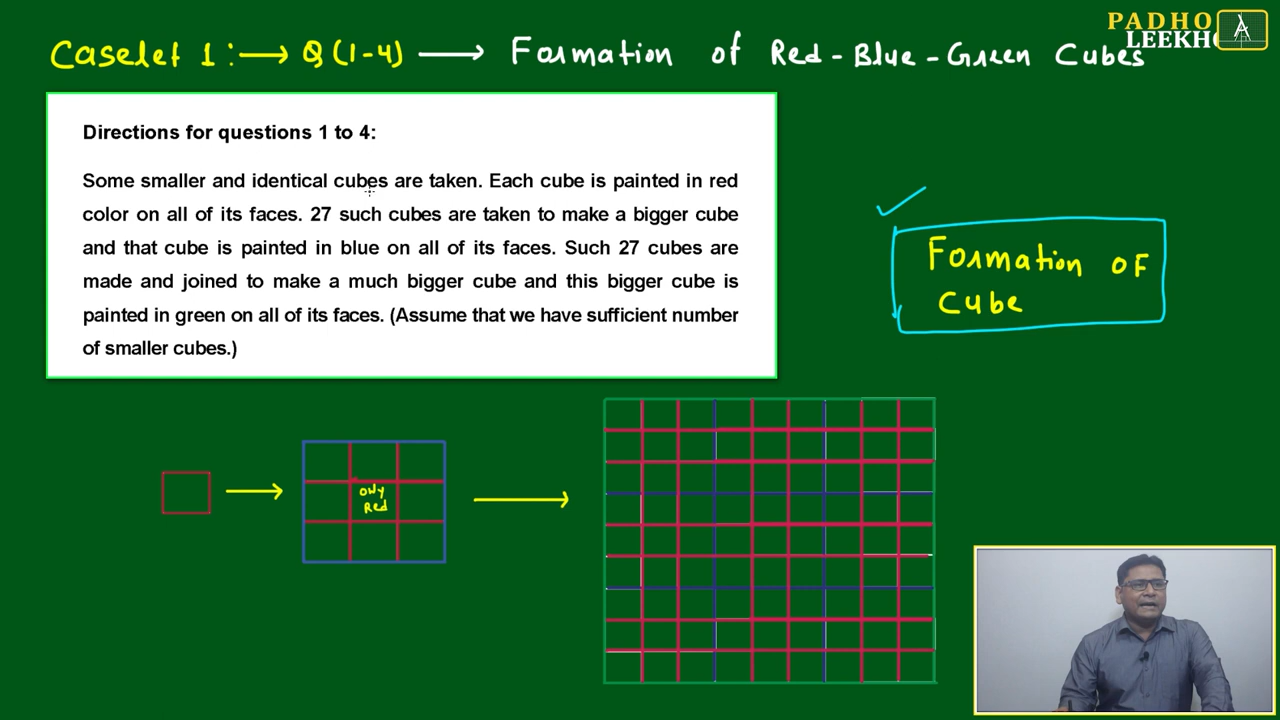 PADHO
LEEKHO
Caselet 1: → Q (1-4) → Formation of Red-Blue-Green Cubes
Directions for questions 1 to 4:
Some smaller and identical cubes are taken. Each cube is painted in red
color on all of its faces. 27 such cubes are taken to make a bigger cube
and that cube is painted in blue on all of its faces. Such 27 cubes are
made and joined to make a much bigger cube and this bigger cube is
painted in green on all of its faces. (Assume that we have sufficient number
of smaller cubes.)
Formation OF
Cube
only
Red